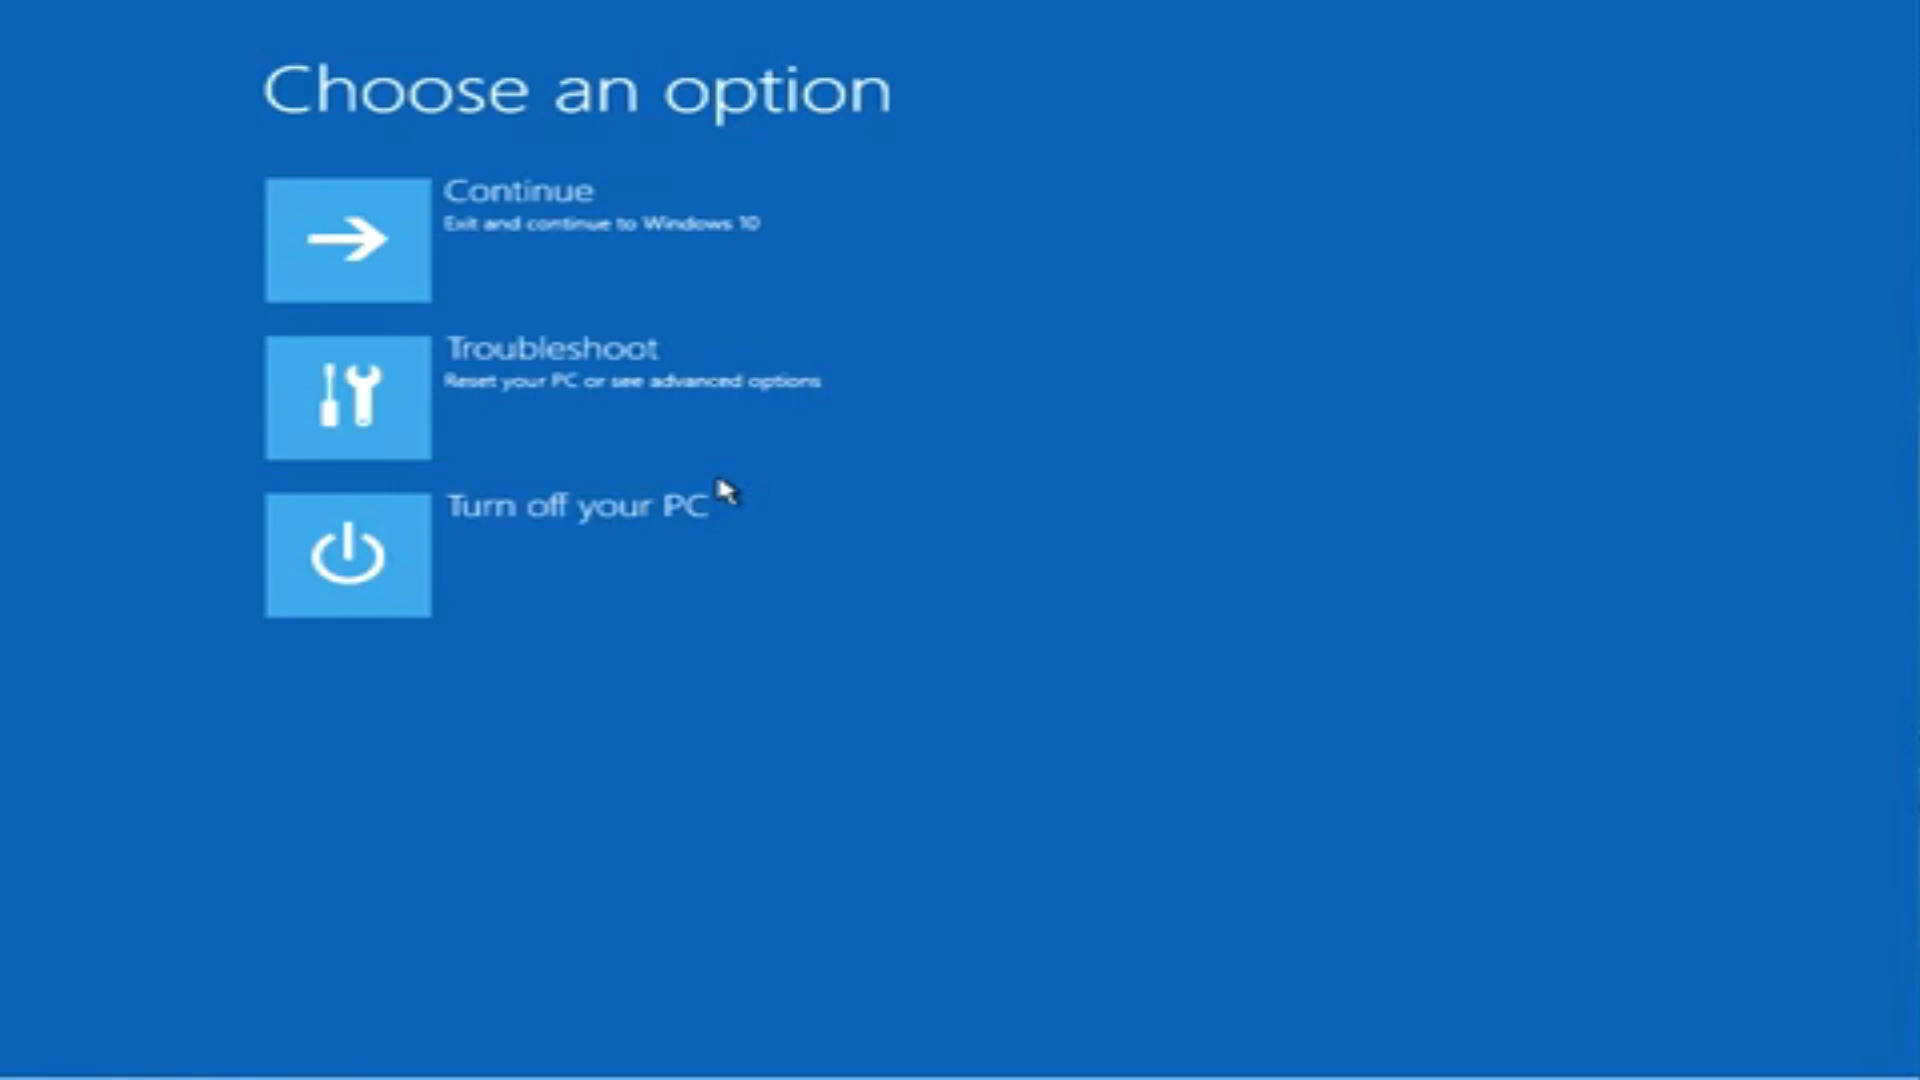 Choose an option
Continue
Exit and continue to Windows 10
Troubleshoot
Reset your PC or see advanced options
Turn off your PC